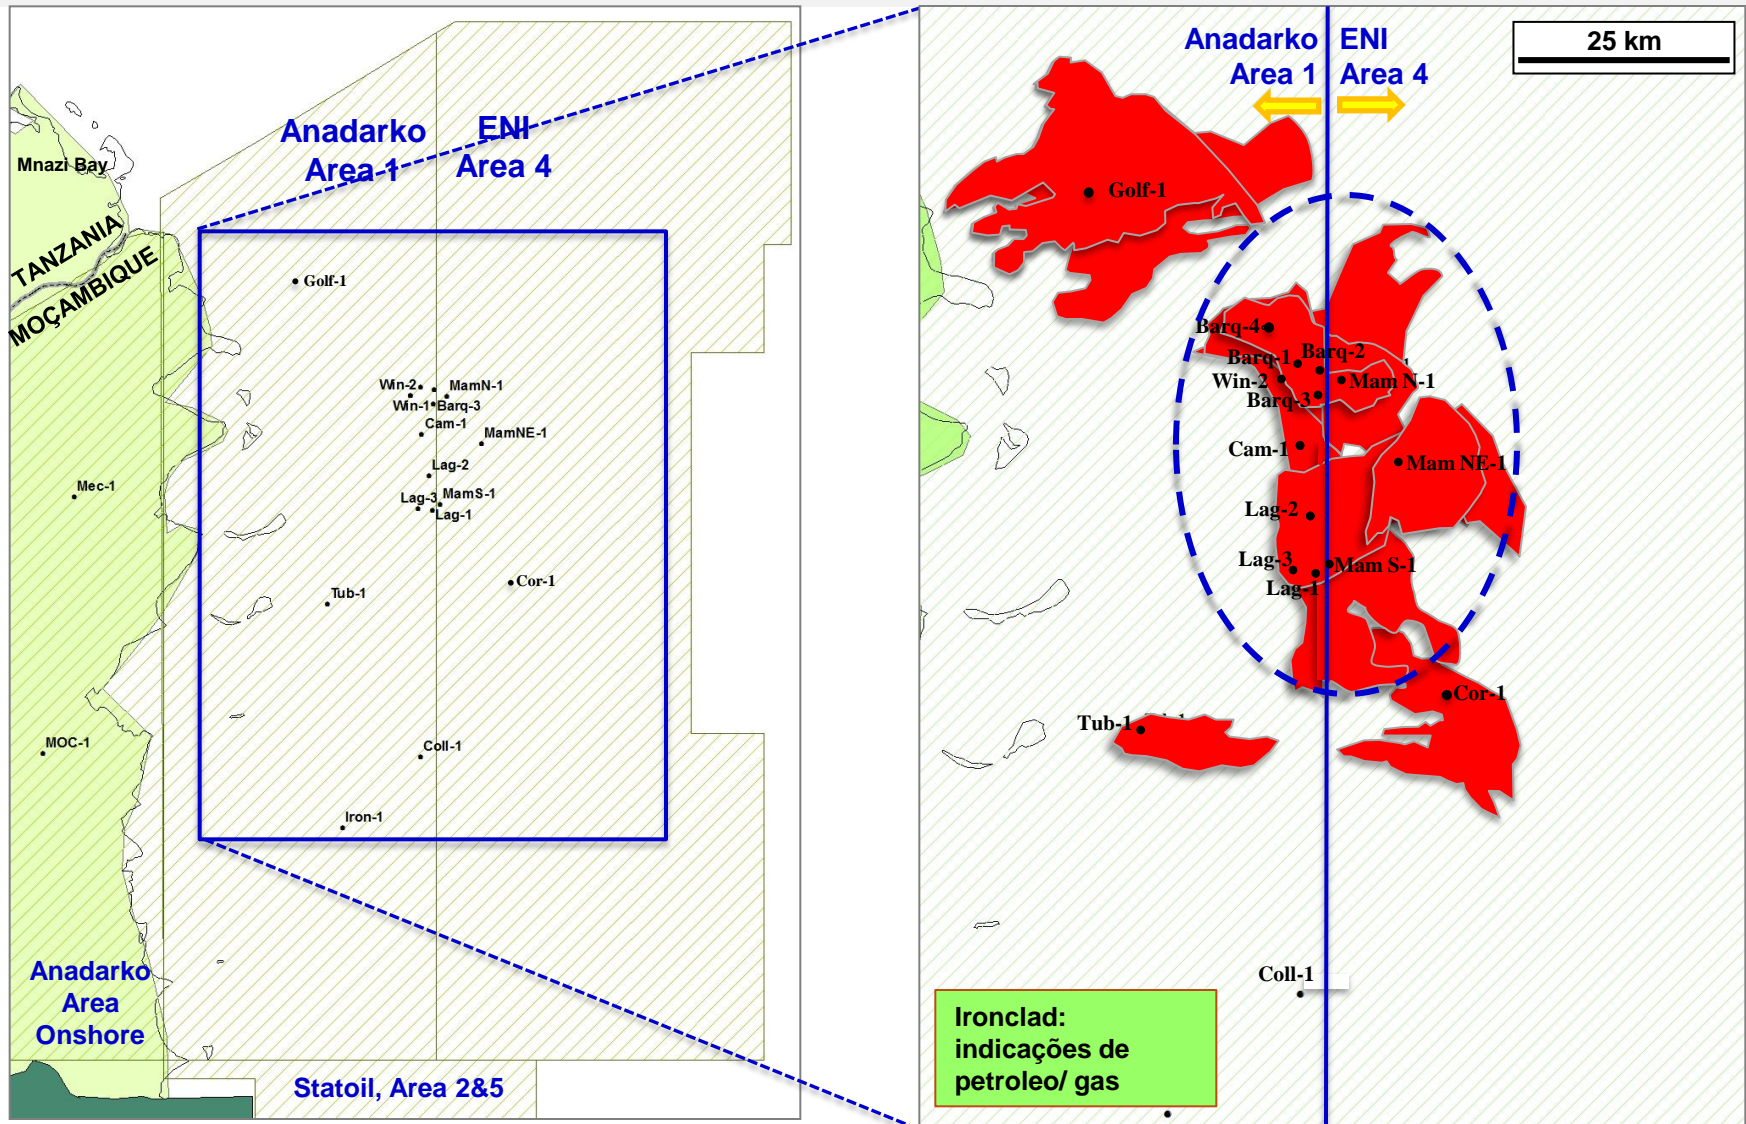 Anadarko
Area 1
ENI
Area 4
Mnazi Bay
TANZANIA
MOÇAMBIQUE
Golf-1
Win-2
MamN-1
Win-1
Barq-3
Cam-1
MamNE-1
Lag-2
Mec-1
Lag-3
MamS-1
Lag-1
Cor-1
Tub-1
MOC-1
Coll-1
Iron-1
Anadarko
Area
Onshore
Statoil, Area 2&5
Anadarko
Area 1
ENI
Area 4
25 km
Golf-1
Barq-4
Barq-1
Barq-2
Win-2
Mam N-1
Barq-3
Cam-1
Mam NE-1
Lag-2
Lag-3
Mam S-1
Lag-1
Cor-1
Tub-1
Coll-1
Ironclad:
indicações de
petroleo/ gas